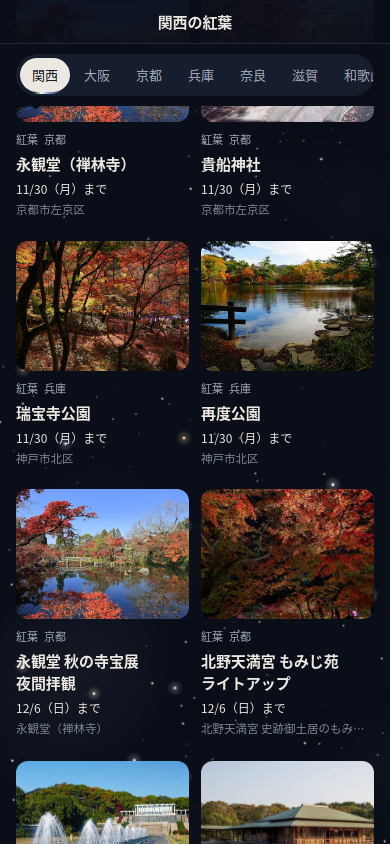 関西の紅葉
関西 大阪 京都 兵庫 奈良 滋賀
紅葉 京都
永観堂（禅林寺）
11/30（月）まで
京都市左京区
紅葉 京都
貴船神社
11/30（月）まで
京都市左京区
紅葉 兵庫
瑞宝寺公園
11/30（月）まで
神戸市北区
紅葉 兵庫
再度公園
11/30（月）まで
神戸市北区
紅葉 京都
永観堂 秋の寺宝展
夜間拝観
12/6（日）まで
永観堂（禅林寺）
紅葉 京都
北野天満宮 もみじ苑
ライトアップ
12/6（日）まで
北野天満宮 史跡御土居のもみ…